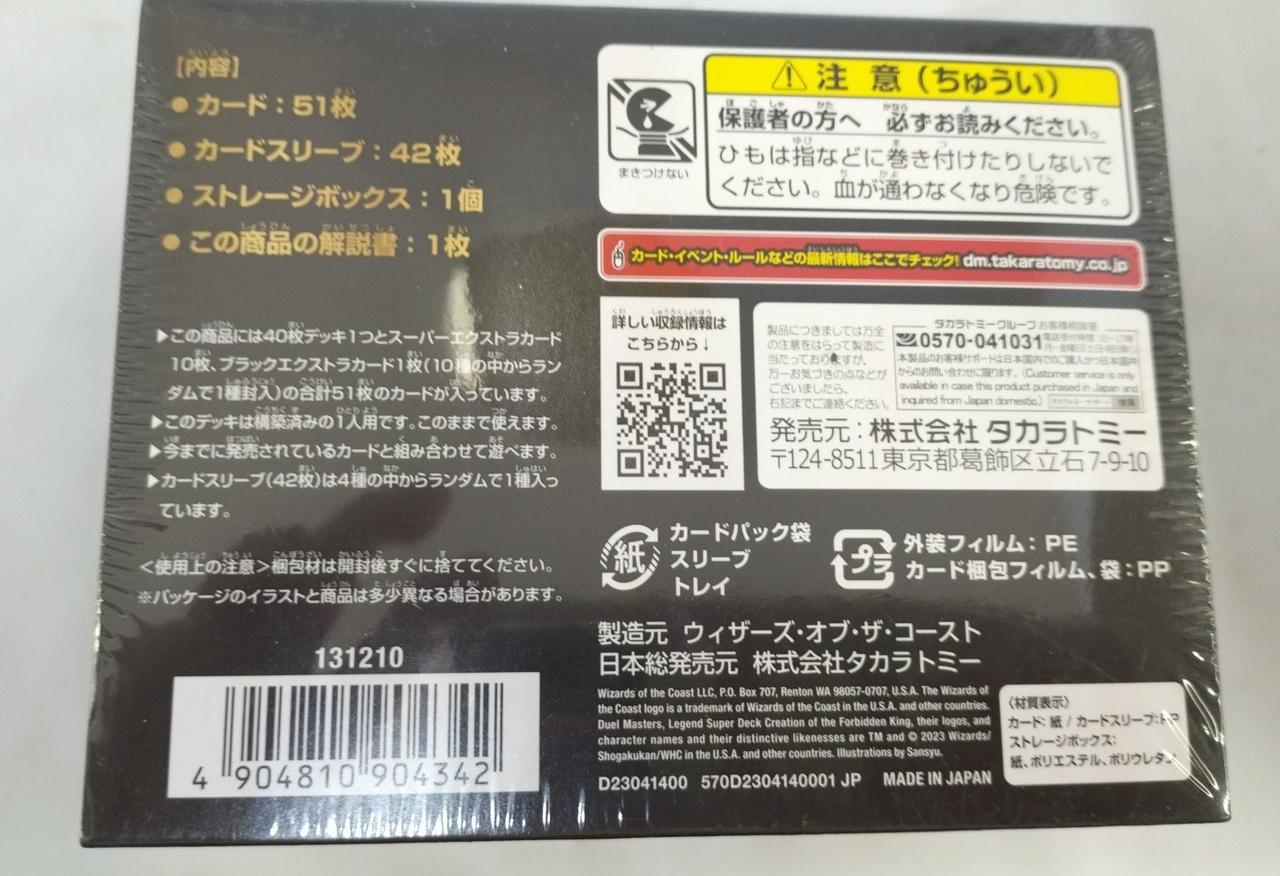 【内容】
● カード：51枚
● カードスリーブ：42枚
● ストレージボックス：1個
● この商品の解説書：1枚
▶この商品には40枚デッキ1つとスーパーエクストラカード
10枚、ブラックエクストラカード1枚(10種の中からラン
ダムで1種封入)の合計51枚のカードが入っています。
▶このデッキは構築済みの1人用です。このままで使えます。
▶今までに発売されているカードと組み合わせて遊べます。
▶カードスリーブ(42枚)は4種の中からランダムで1種入っ
ています。
＜使用上の注意＞梱包材は開封後すぐに捨ててください。
※パッケージのイラストと商品は多少異なる場合があります。
131210
4 904810 904342
まきつけない
⚠ 注意（ちゅうい）
保護者の方へ 必ずお読みください。
ひもは指などに巻き付けたりしないで
ください。血が通わなくなり危険です。
カード・イベント・ルールなどの最新情報はここでチェック! dm.takaratomy.co.jp
詳しい収録情報は
こちらから↓
製品につきましては万全
の注意をはらって製造に
当たっておりますが、
万一お気づきの点などが
ございましたら、
右記までご連絡ください。
タカラトミーグループ お客様相談室
0570-041031
本製品のお客様サポートは日本国内でのご購入かつ日本国内
からのお問い合わせに限ります。(Customer service is only
available in case this product purchased in Japan and
inquired from Japan domestic.)
発売元：株式会社 タカラトミー
〒124-8511 東京都葛飾区立石7-9-10
紙
カードパック袋
スリーブ
トレイ
プラ
外装フィルム：PE
カード梱包フィルム、袋：PP
製造元 ウィザーズ・オブ・ザ・コースト
日本総発売元 株式会社タカラトミー
Wizards of the Coast LLC, P.O. Box 707, Renton WA 98057-0707, U.S.A. The Wizards of
the Coast logo is a trademark of Wizards of the Coast in the U.S.A. and other countries.
Duel Masters, Legend Super Deck Creation of the Forbidden King, their logos, and
character names and their distinctive likenesses are TM and © 2023 Wizards/
Shogakukan/WHC in the U.S.A. and other countries. Illustrations by Sansyu.
D23041400 570D2304140001 JP MADE IN JAPAN
〈材質表示〉
カード：紙 / カードスリーブ：PP
ストレージボックス：
紙、ポリエステル、ポリウレタン